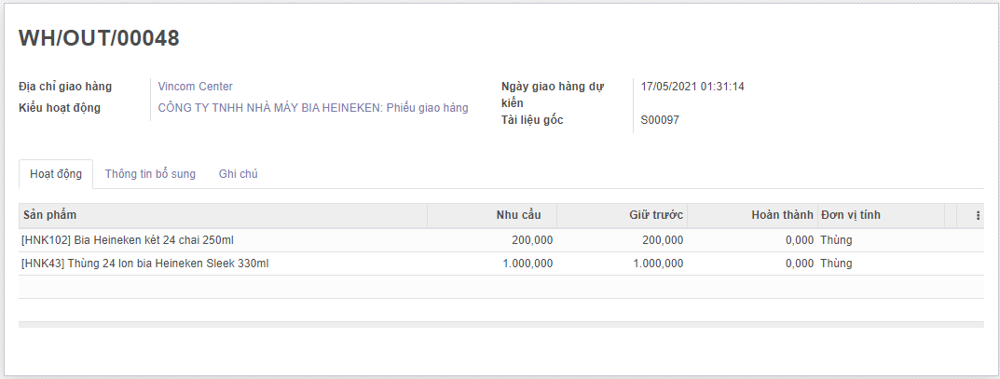 WH/OUT/00048
Địa chỉ giao hàng Vincom Center
Kiểu hoạt động CÔNG TY TNHH NHÀ MÁY BIA HEINEKEN: Phiếu giao hàng
Ngày giao hàng dự kiến 17/05/2021 01:31:14
Tài liệu gốc S00097
Hoạt động Thông tin bổ sung Ghi chú
Sản phẩm Nhu cầu Giữ trước Hoàn thành Đơn vị tính
[HNK102] Bia Heineken két 24 chai 250ml 200,000 200,000 0,000 Thùng
[HNK43] Thùng 24 lon bia Heineken Sleek 330ml 1.000,000 1.000,000 0,000 Thùng